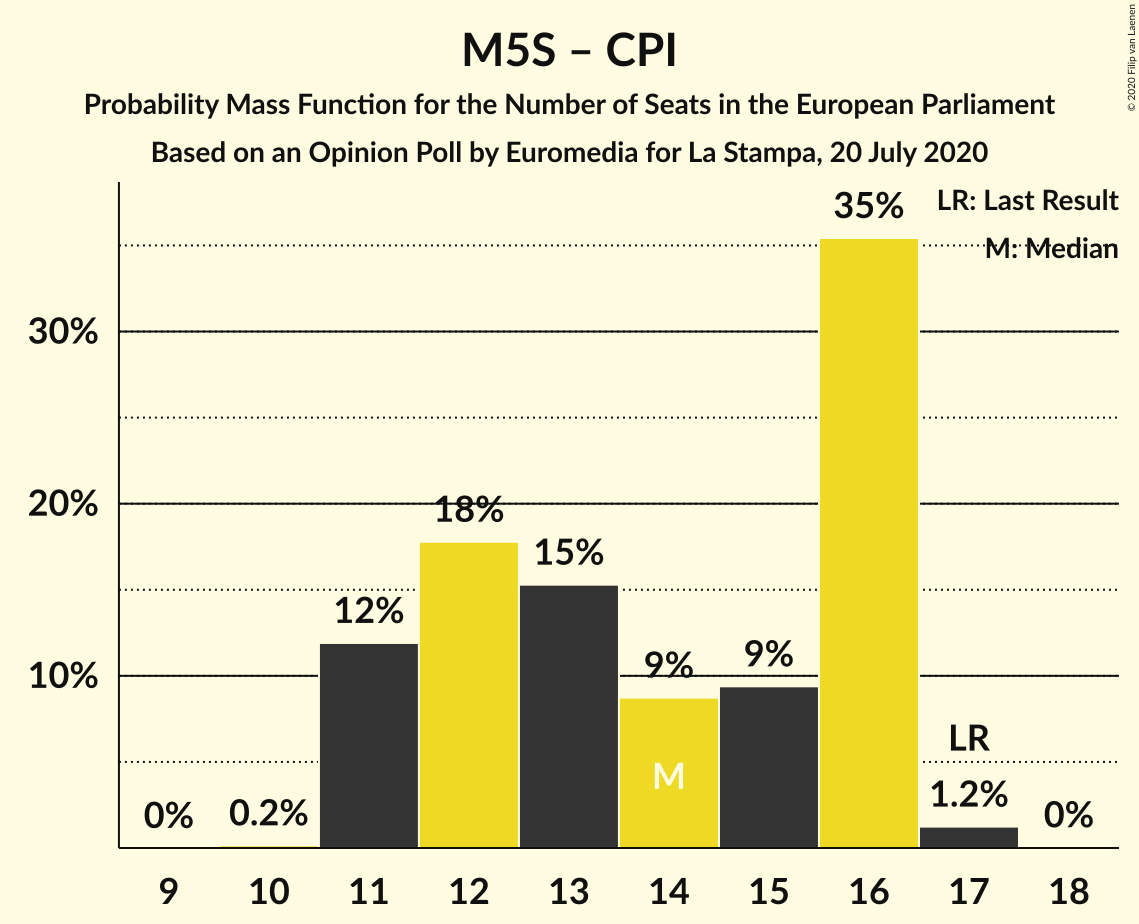 M5S – CPI
Probability Mass Function for the Number of Seats in the European Parliament
Based on an Opinion Poll by Euromedia for La Stampa, 20 July 2020
© 2020 Filip van Laenen
LR: Last Result
M: Median
30%
20%
10%
0%
0.2%
12%
18%
15%
9%
M
9%
35%
LR
1.2%
0%
9 10 11 12 13 14 15 16 17 18